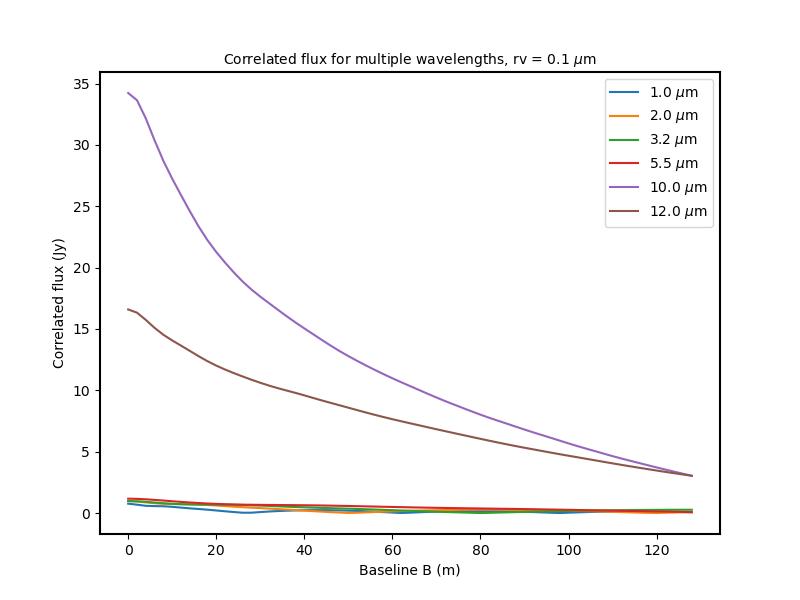 Correlated flux for multiple wavelengths, rv = 0.1 μm
35
30
25
20
15
10
5
0
Correlated flux (Jy)
0 20 40 60 80 100 120
Baseline B (m)
1.0 μm
2.0 μm
3.2 μm
5.5 μm
10.0 μm
12.0 μm